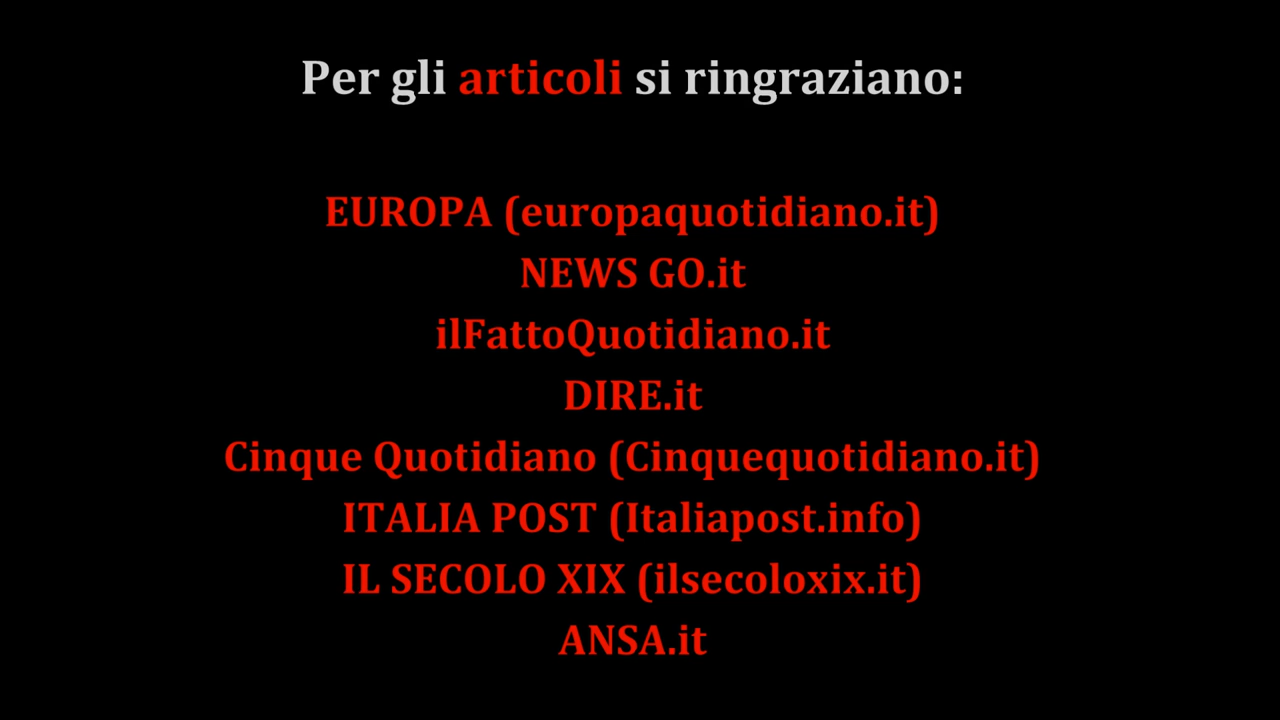 Per gli articoli si ringraziano:
EUROPA (europaquotidiano.it)
NEWS GO.it
ilFattoQuotidiano.it
DIRE.it
Cinque Quotidiano (Cinquequotidiano.it)
ITALIA POST (Italiapost.info)
IL SECOLO XIX (ilsecoloxix.it)
ANSA.it